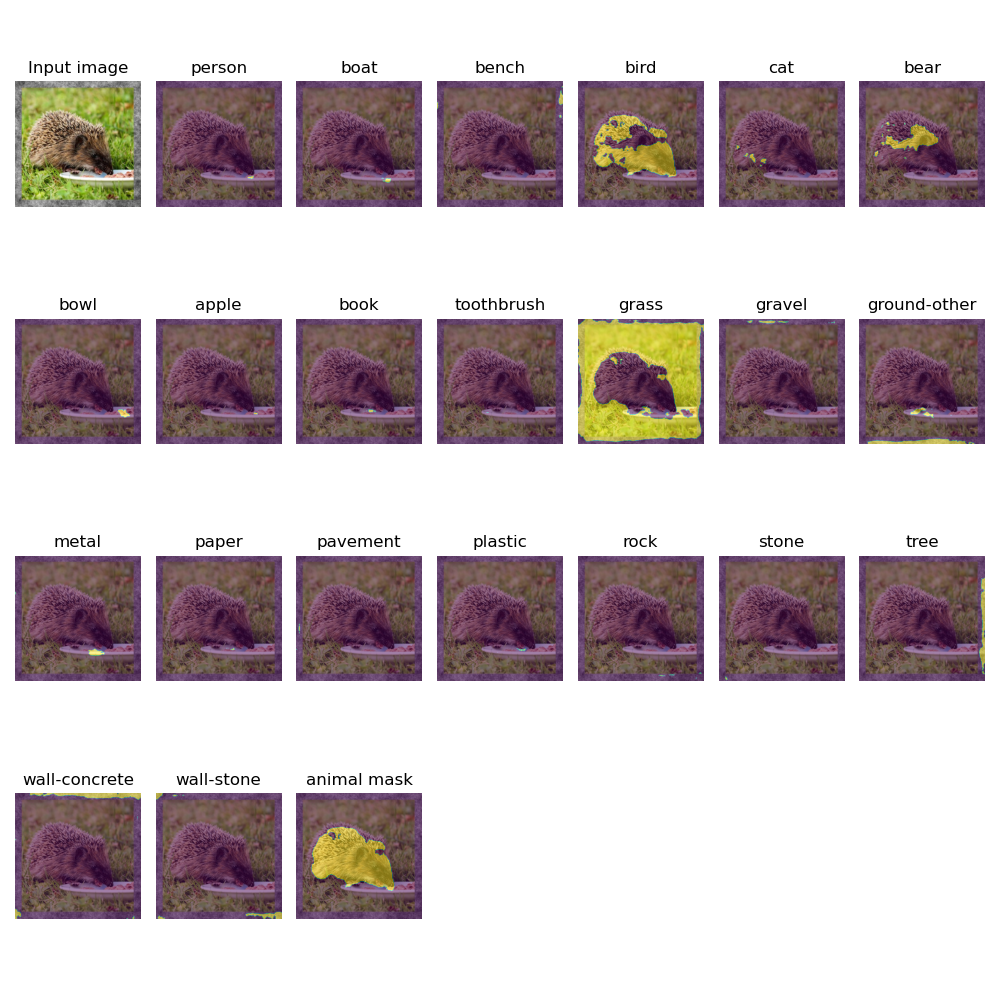 Input image person boat bench bird cat bear
bowl apple book toothbrush grass gravel ground-other
metal paper pavement plastic rock stone tree
wall-concrete wall-stone animal mask